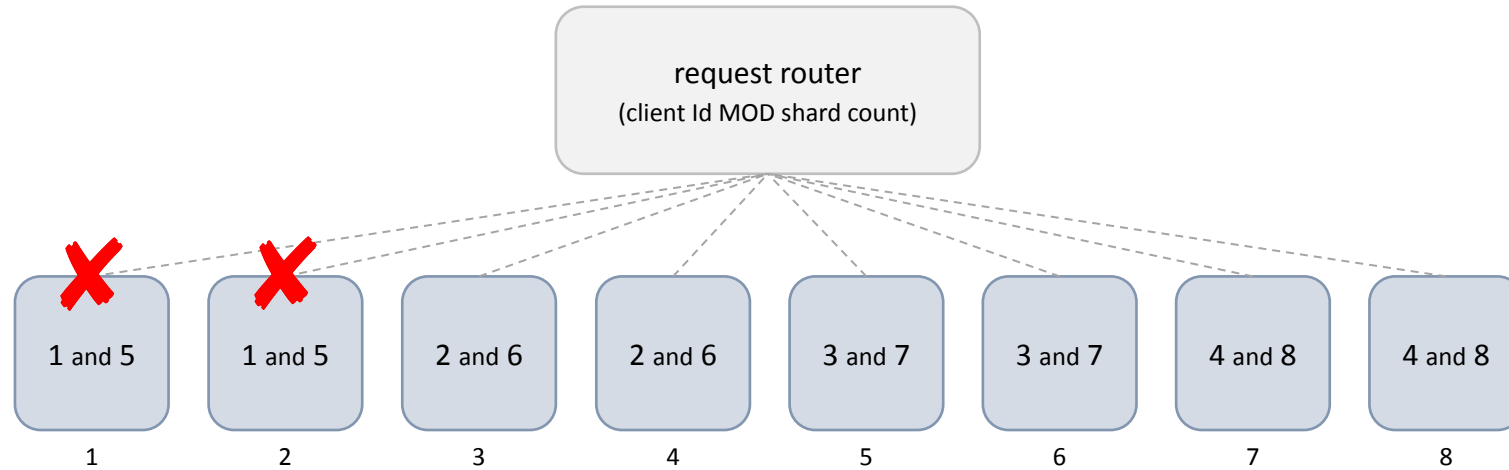 request router
(client Id MOD shard count)
1 and 5
1 and 5
2 and 6
2 and 6
3 and 7
3 and 7
4 and 8
4 and 8
1
2
3
4
5
6
7
8